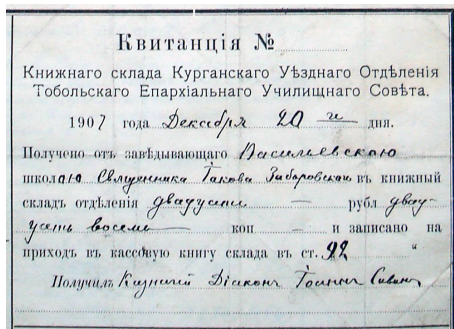 Квитанція №
Книжнаго склада Курганскаго Уѣзднаго Отдѣленія
Тобольскаго Епархіальнаго Училищнаго Совѣта.
1907 года Декабря 20 го дня.
Получено отъ завѣдывающаго Васильевскою
школою Священника Іакова Заборовскаго въ книжный
складъ отдѣленія двадцать — рубл двад-
цать восемь — коп — и записано на
приходъ въ кассовую книгу склада въ ст. 92 "
Получилъ Казначей Діаконъ Іоаннъ